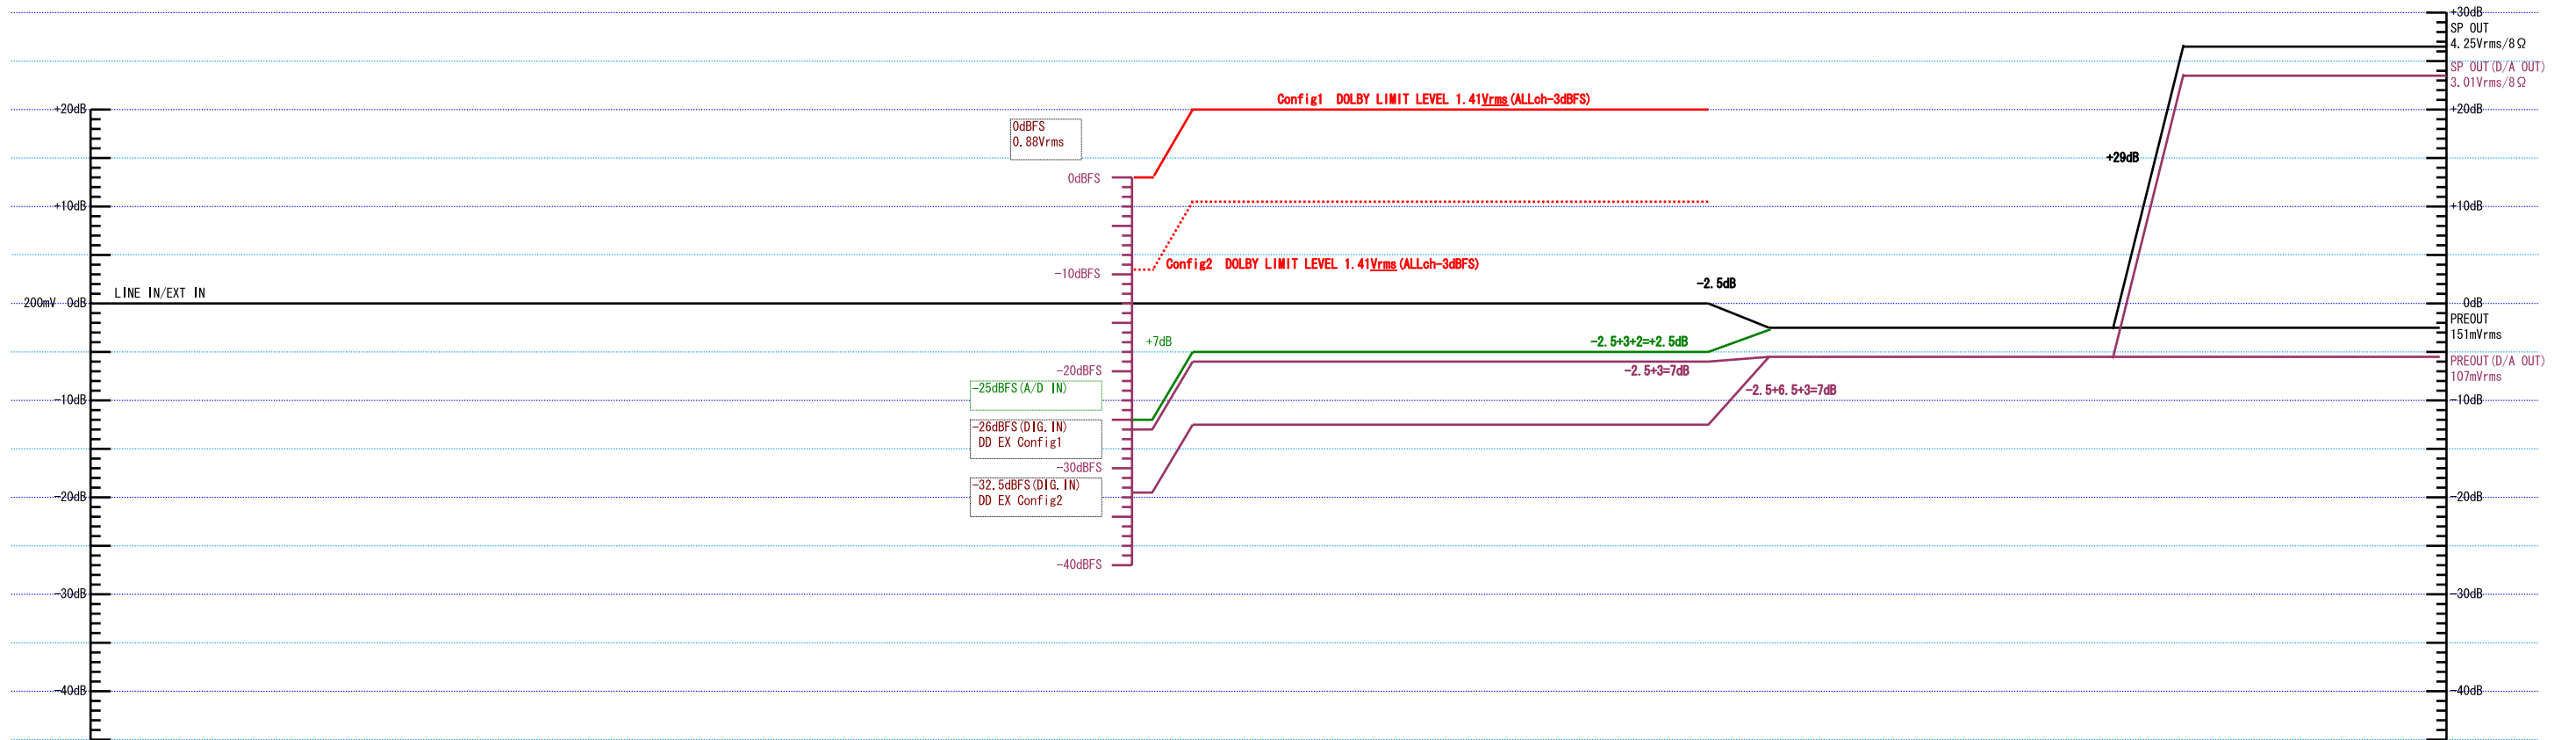 +30dB
SP OUT
4.25Vrms/8Ω
SP OUT(D/A OUT)
3.01Vrms/8Ω
+20dB
Config1 DOLBY LIMIT LEVEL 1.41Vrms(ALLch-3dBFS)
+20dB
0dBFS
0.88Vrms
+29dB
0dBFS
+10dB
+10dB
Config2 DOLBY LIMIT LEVEL 1.41Vrms(ALLch-3dBFS)
-10dBFS
-2.5dB
LINE IN/EXT IN
200mV 0dB
0dB
PREOUT
151mVrms
+7dB
-2.5+3+2=+2.5dB
PREOUT(D/A OUT)
107mVrms
-20dBFS
-2.5+3=7dB
-25dBFS(A/D IN)
-2.5+6.5+3=7dB
-10dB
-10dB
-26dBFS(DIG.IN)
DD EX Config1
-30dBFS
-32.5dBFS(DIG.IN)
DD EX Config2
-20dB
-20dB
-40dBFS
-30dB
-30dB
-40dB
-40dB